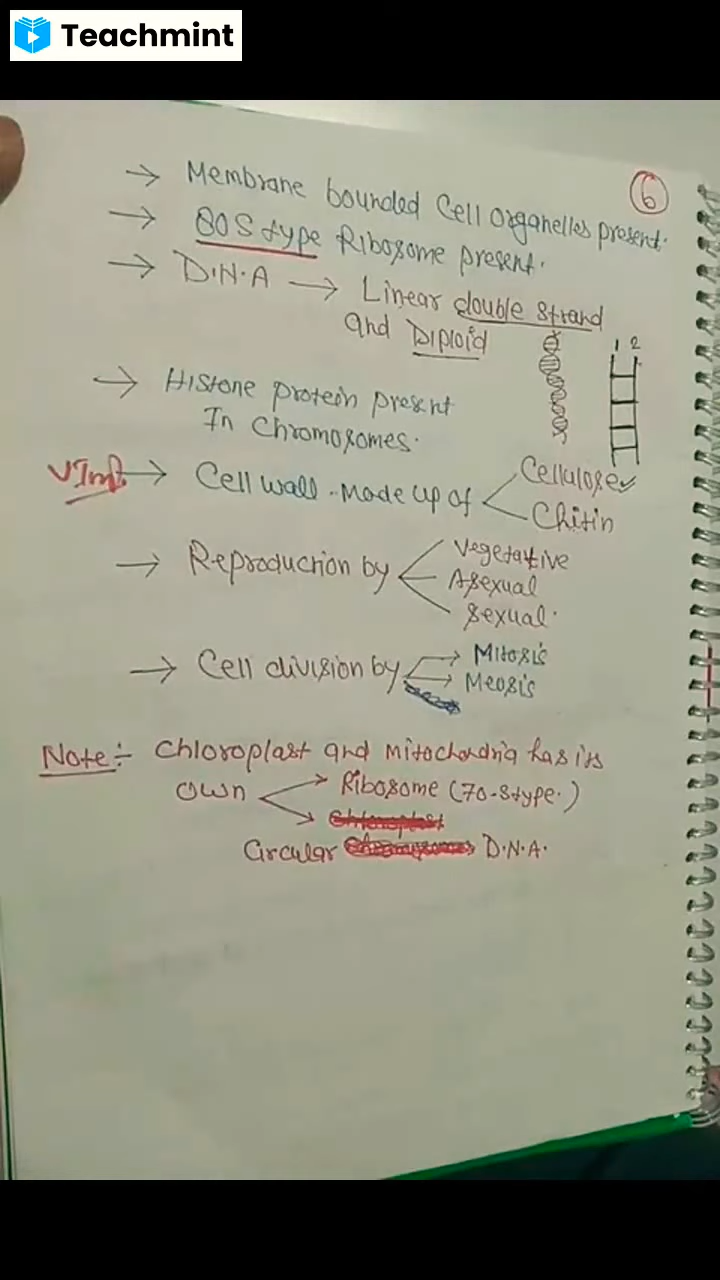 Teachmint
6
→ Membrane bounded Cell organelles present.
→ 80S type Ribosome present.
→ D.N.A → Linear double strand
and Diploid
1 2
→ Histone protein present
In Chromosomes.
VImp → Cell wall - Made up of Cellulose ✓
Chitin
→ Reproduction by Vegetative
Asexual
Sexual.
→ Cell division by → Mitosis
→ Meosis
Note:- Chloroplast and mitochondria has its
own → Ribosome (70-S type.)
Circular D.N.A.